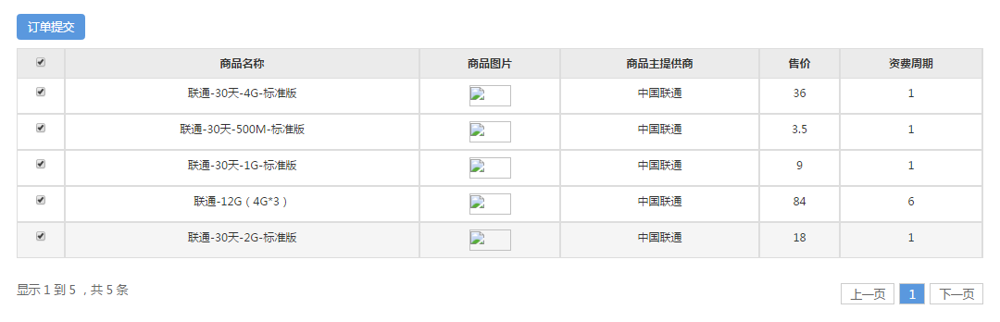 订单提交
商品名称 商品图片 商品主提供商 售价 资费周期
联通-30天-4G-标准版 中国联通 36 1
联通-30天-500M-标准版 中国联通 3.5 1
联通-30天-1G-标准版 中国联通 9 1
联通-12G（4G*3） 中国联通 84 6
联通-30天-2G-标准版 中国联通 18 1
显示 1 到 5 ，共 5 条 上一页 1 下一页